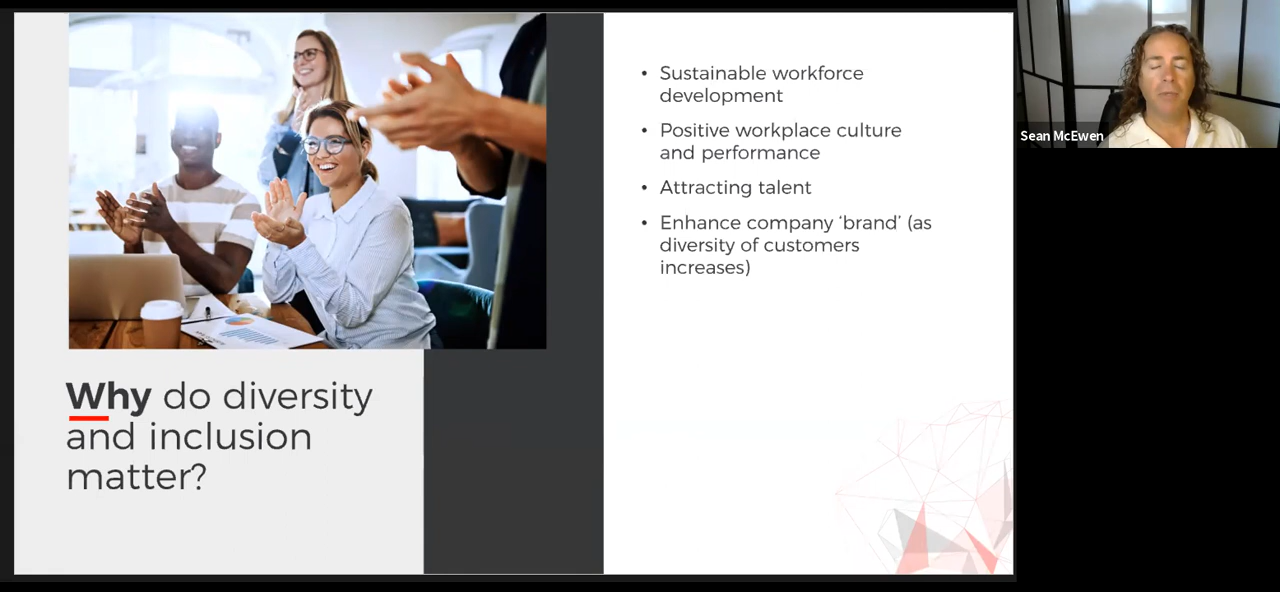 Why do diversity
and inclusion
matter?
• Sustainable workforce
development
• Positive workplace culture
and performance
• Attracting talent
• Enhance company ‘brand’ (as
diversity of customers
increases)
Sean McEwen